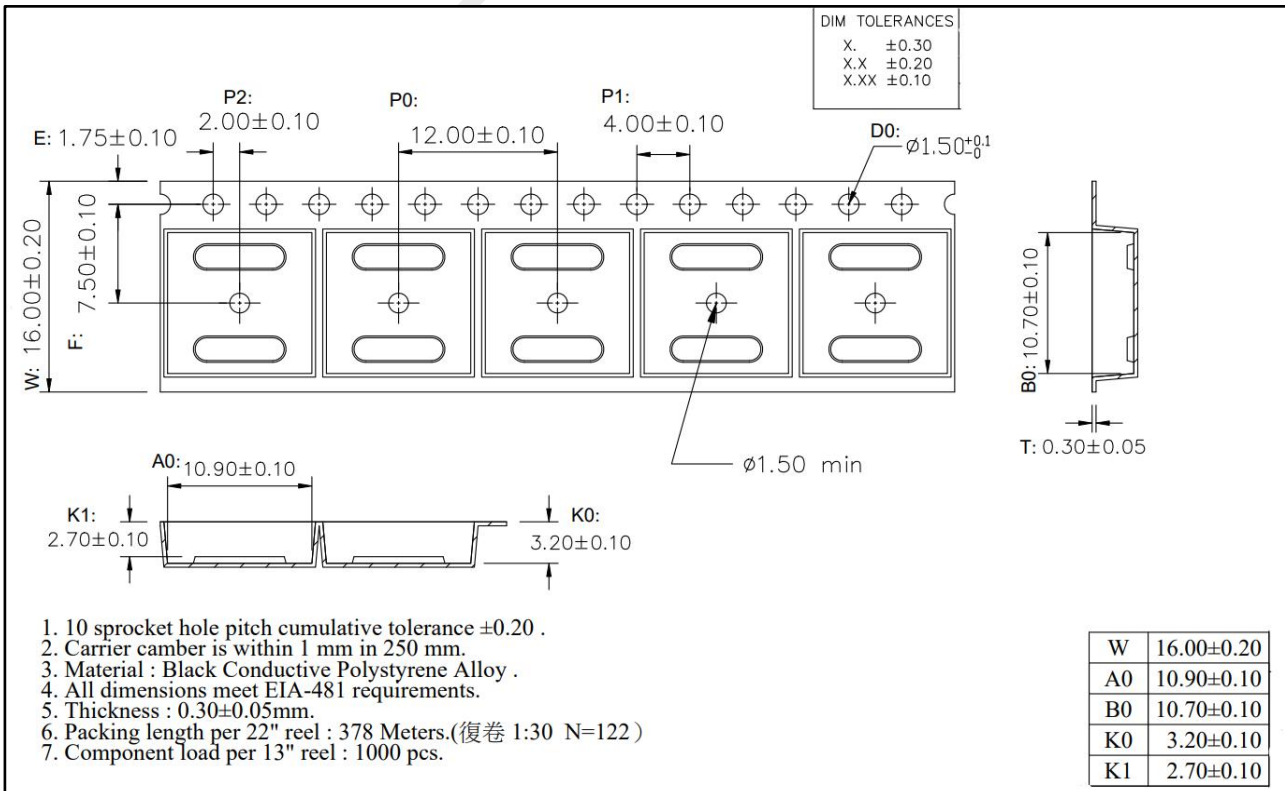 DIM TOLERANCES
X. ±0.30
X.X ±0.20
X.XX ±0.10
P2:
2.00±0.10
P0:
12.00±0.10
P1:
4.00±0.10
D0:
Ø1.50+0.1 -0
E: 1.75±0.10
F: 7.50±0.10
W: 16.00±0.20
B0: 10.70±0.10
T: 0.30±0.05
Ø1.50 min
A0: 10.90±0.10
K1:
2.70±0.10
K0:
3.20±0.10
1. 10 sprocket hole pitch cumulative tolerance ±0.20 .
2. Carrier camber is within 1 mm in 250 mm.
3. Material : Black Conductive Polystyrene Alloy .
4. All dimensions meet EIA-481 requirements.
5. Thickness : 0.30±0.05mm.
6. Packing length per 22" reel : 378 Meters.(復卷 1:30 N=122 )
7. Component load per 13" reel : 1000 pcs.
W 16.00±0.20
A0 10.90±0.10
B0 10.70±0.10
K0 3.20±0.10
K1 2.70±0.10